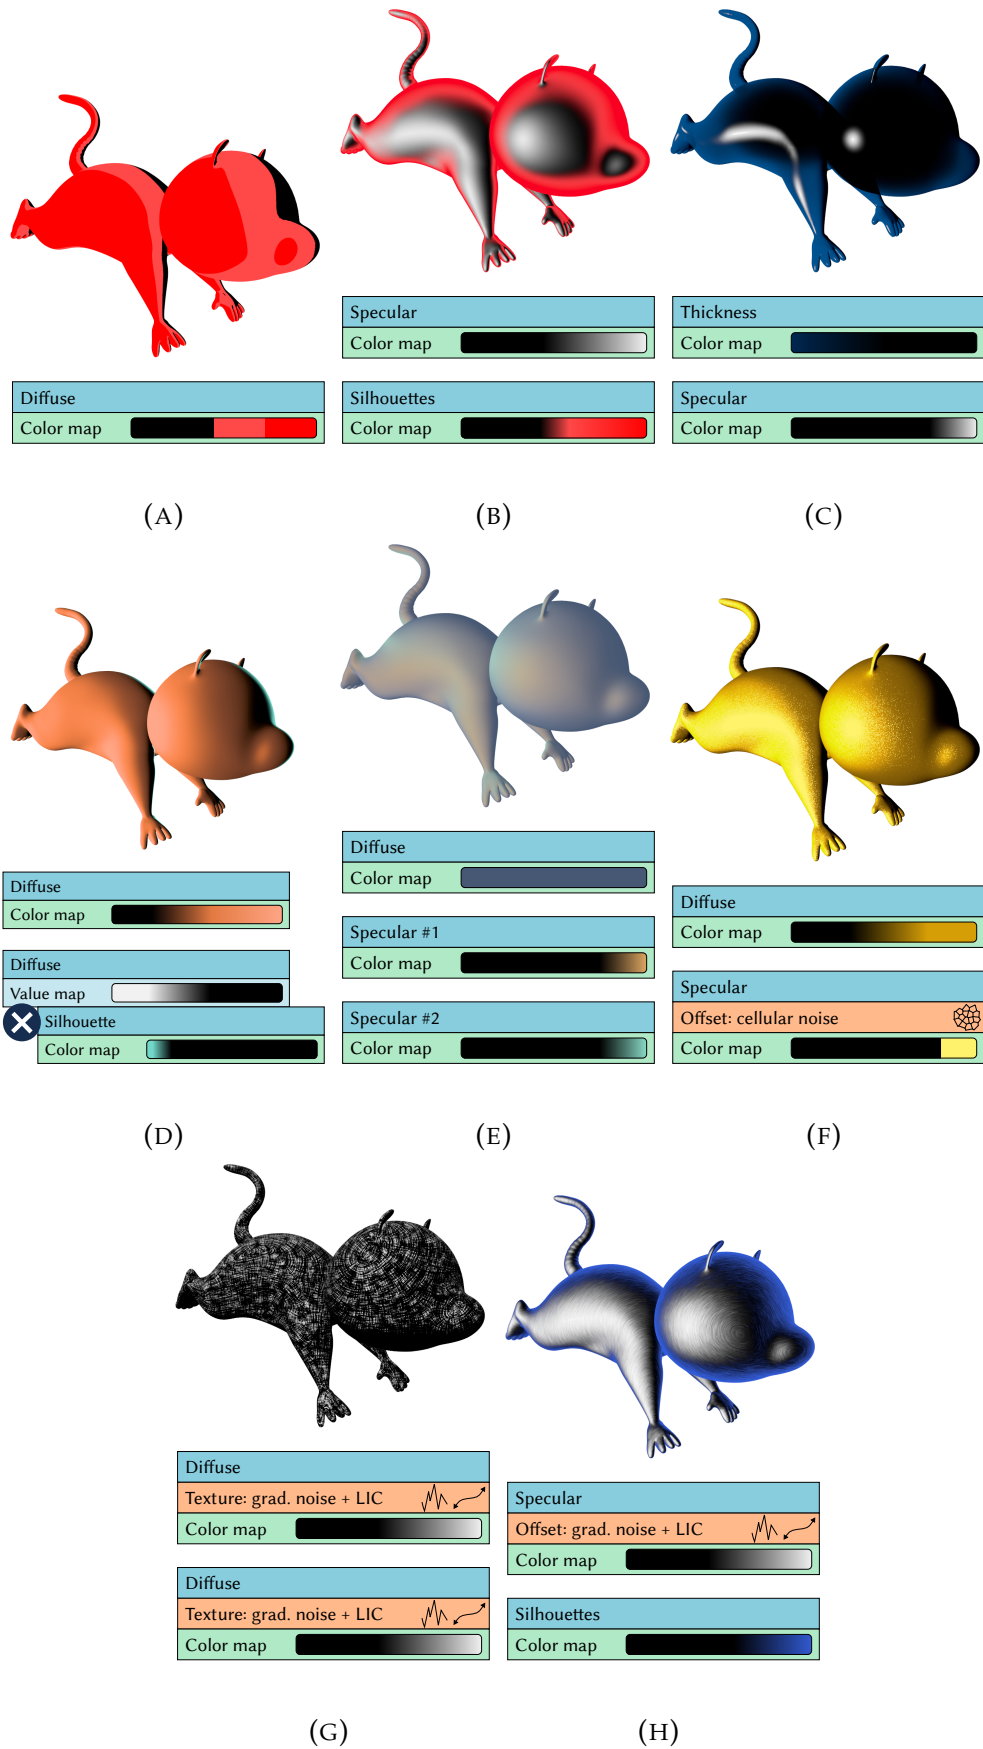 Diffuse
Color map
(A)
Specular
Color map
Silhouettes
Color map
(B)
Thickness
Color map
Specular
Color map
(C)
Diffuse
Color map
Diffuse
Value map
Silhouette
Color map
(D)
Diffuse
Color map
Specular #1
Color map
Specular #2
Color map
(E)
Diffuse
Color map
Specular
Offset: cellular noise
Color map
(F)
Diffuse
Texture: grad. noise + LIC
Color map
Diffuse
Texture: grad. noise + LIC
Color map
(G)
Specular
Offset: grad. noise + LIC
Color map
Silhouettes
Color map
(H)